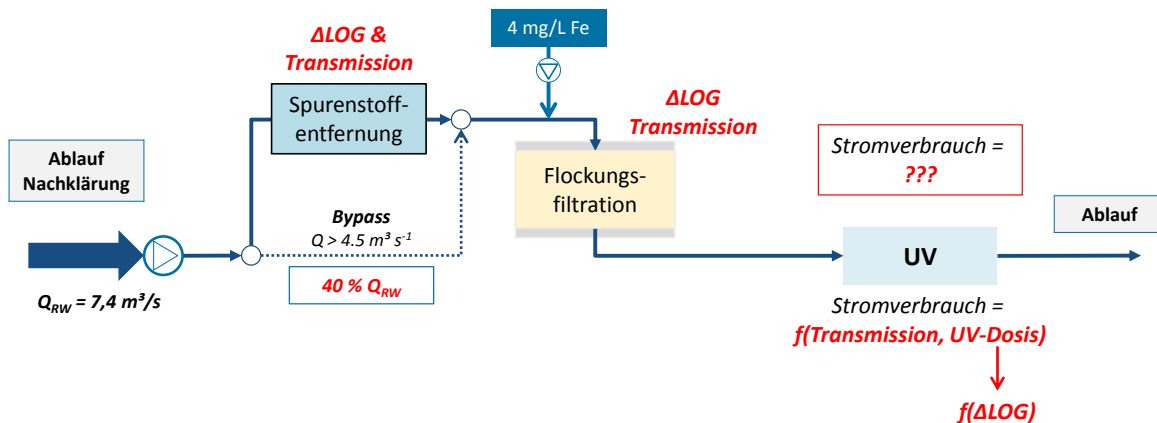 ΔLOG &
Transmission
4 mg/L Fe
Spurenstoff-
entfernung
ΔLOG
Transmission
Ablauf
Nachklärung
Flockungs-
filtration
Stromverbrauch =
???
Bypass
Q > 4.5 m³ s⁻¹
Ablauf
40 % Q_RW
UV
Q_RW = 7,4 m³/s
Stromverbrauch =
f(Transmission, UV-Dosis)
f(ΔLOG)